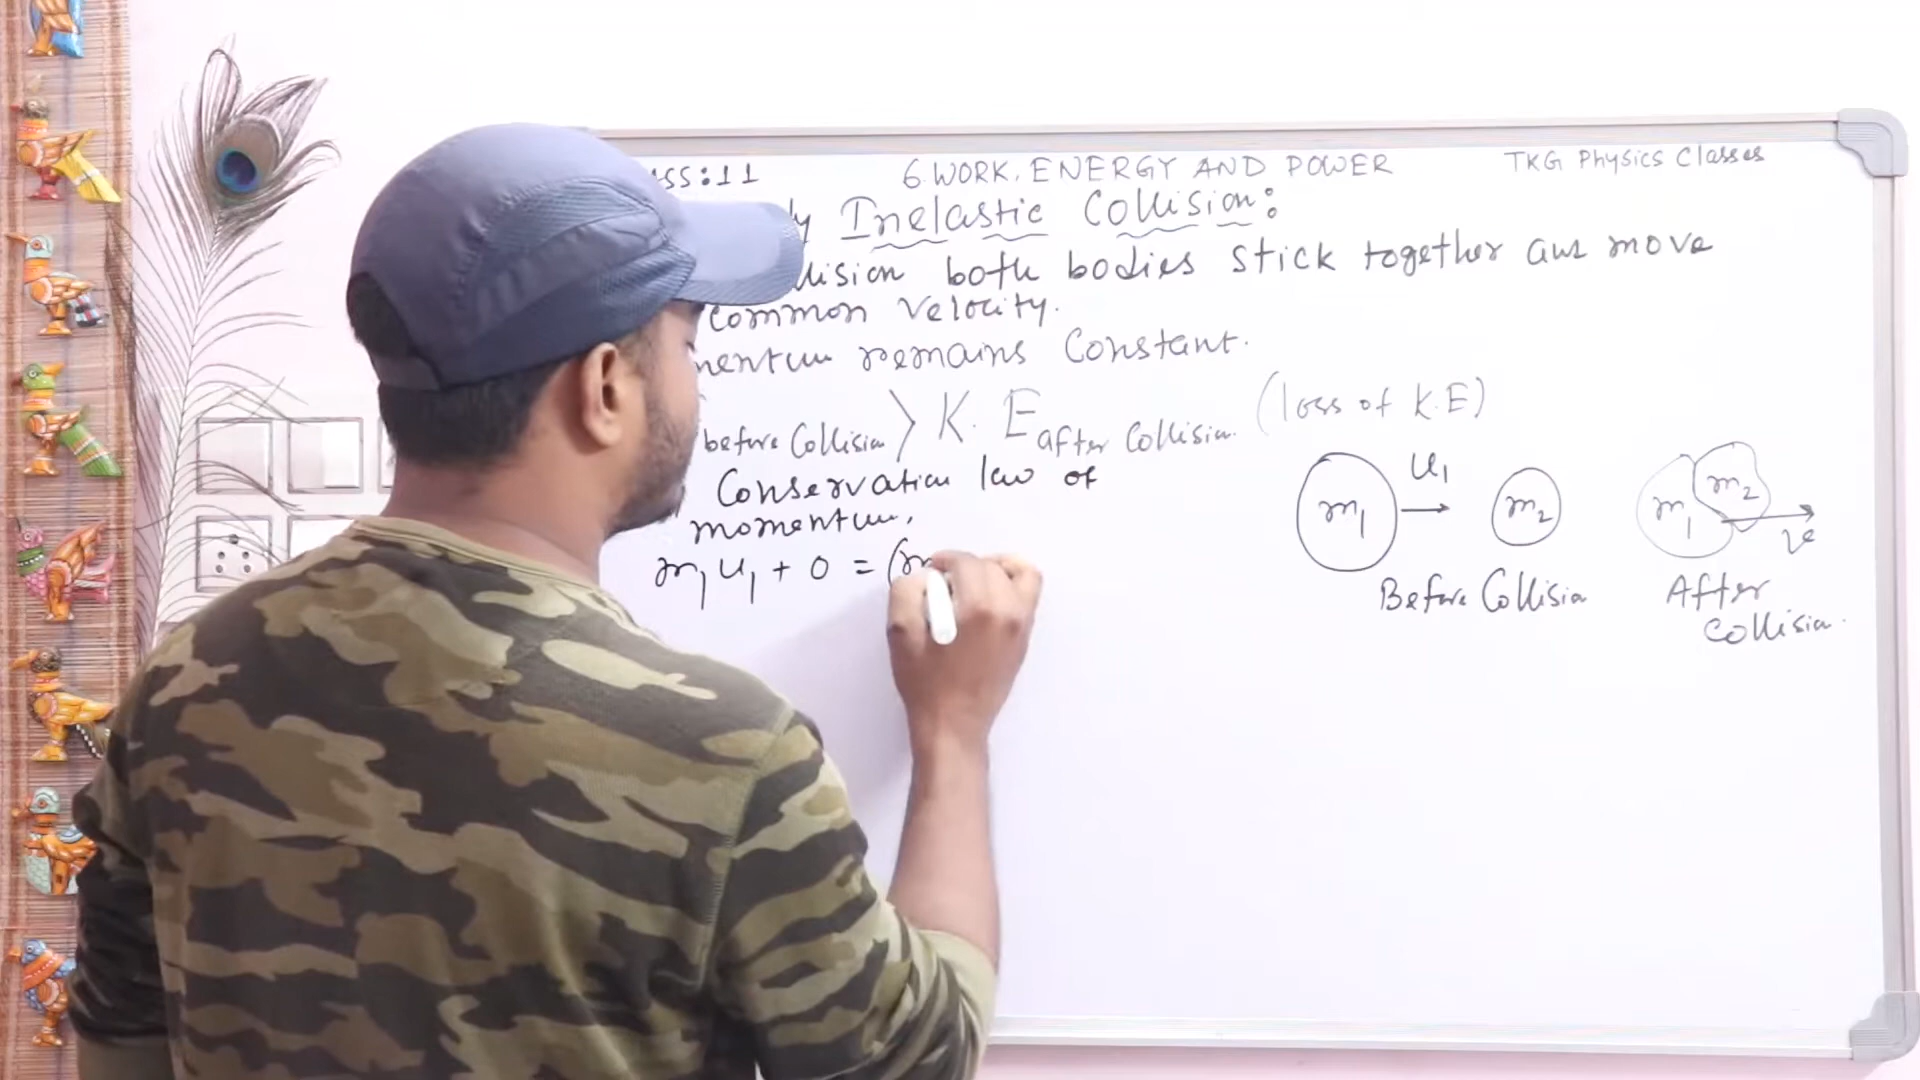 ss:11 6.WORK, ENERGY AND POWER TKG Physics Classes
y Inelastic Collision:
lision both bodies stick together and move
common velocity.
mentum remains Constant.
before Collision > K.E after Collision. (loss of K.E)
Conservation law of
momentum,
m₁u₁ + 0 = (m
m₁ u₁ m₂
Before Collision
m₁ m₂ v
After
Collision.